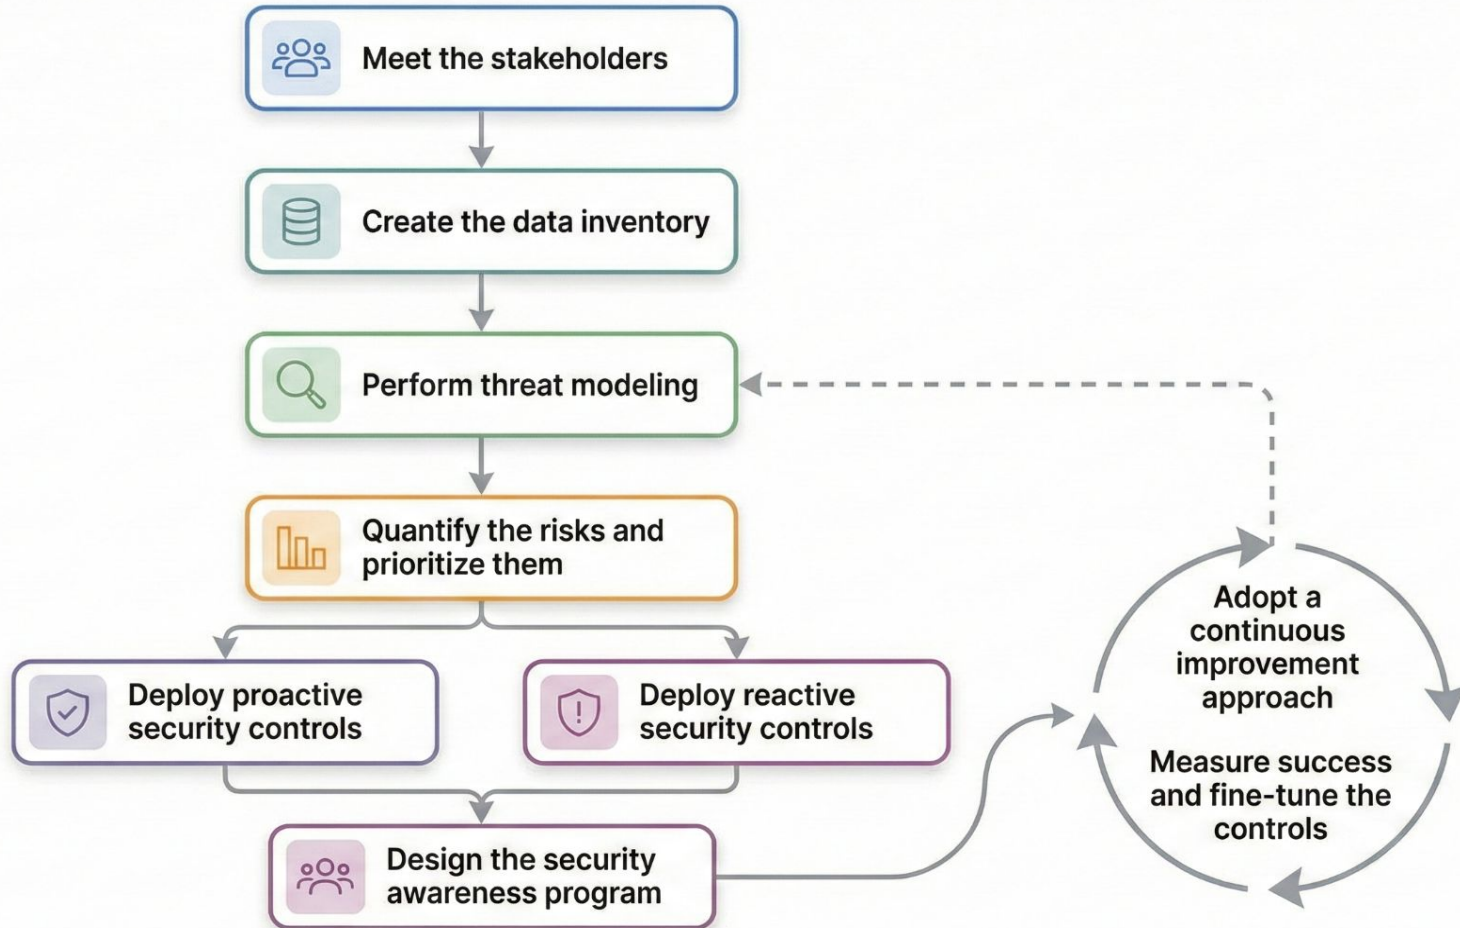 Meet the stakeholders
Create the data inventory
Perform threat modeling
Quantify the risks and
prioritize them
Deploy proactive
security controls
Deploy reactive
security controls
Design the security
awareness program
Adopt a
continuous
improvement
approach
Measure success
and fine-tune the
controls